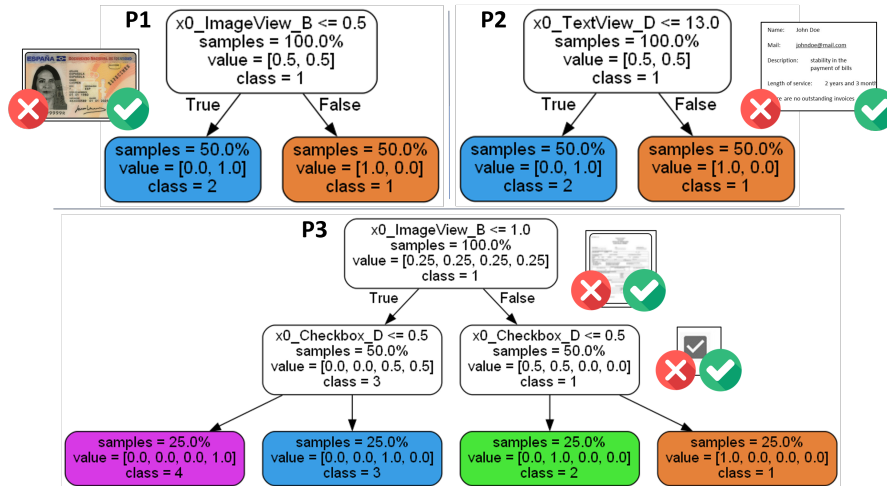 P1
x0_ImageView_B <= 0.5
samples = 100.0%
value = [0.5, 0.5]
class = 1
True
False
samples = 50.0%
value = [0.0, 1.0]
class = 2
samples = 50.0%
value = [1.0, 0.0]
class = 1
ESPAÑA
P2
x0_TextView_D <= 13.0
samples = 100.0%
value = [0.5, 0.5]
class = 1
True
False
samples = 50.0%
value = [0.0, 1.0]
class = 2
samples = 50.0%
value = [1.0, 0.0]
class = 1
Name: John Doe
Mail: johndoe@mail.com
Description: stability in the
payment of bills
Length of service: 2 years and 3 month
are no outstanding invoices
P3
x0_ImageView_B <= 1.0
samples = 100.0%
value = [0.25, 0.25, 0.25, 0.25]
class = 1
True
False
x0_Checkbox_D <= 0.5
samples = 50.0%
value = [0.0, 0.0, 0.5, 0.5]
class = 3
x0_Checkbox_D <= 0.5
samples = 50.0%
value = [0.5, 0.5, 0.0, 0.0]
class = 1
samples = 25.0%
value = [0.0, 0.0, 0.0, 1.0]
class = 4
samples = 25.0%
value = [0.0, 0.0, 1.0, 0.0]
class = 3
samples = 25.0%
value = [0.0, 1.0, 0.0, 0.0]
class = 2
samples = 25.0%
value = [1.0, 0.0, 0.0, 0.0]
class = 1